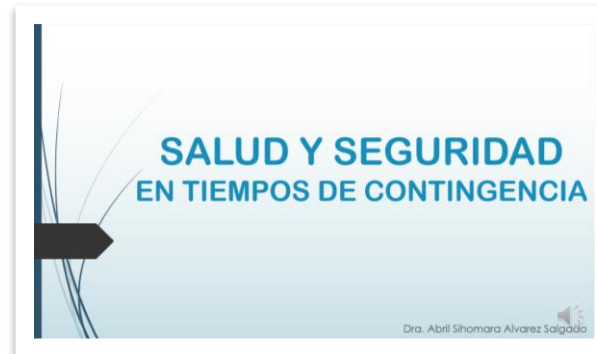 SALUD Y SEGURIDAD
EN TIEMPOS DE CONTINGENCIA
Dra. Abril Sihomara Alvarez Salgado